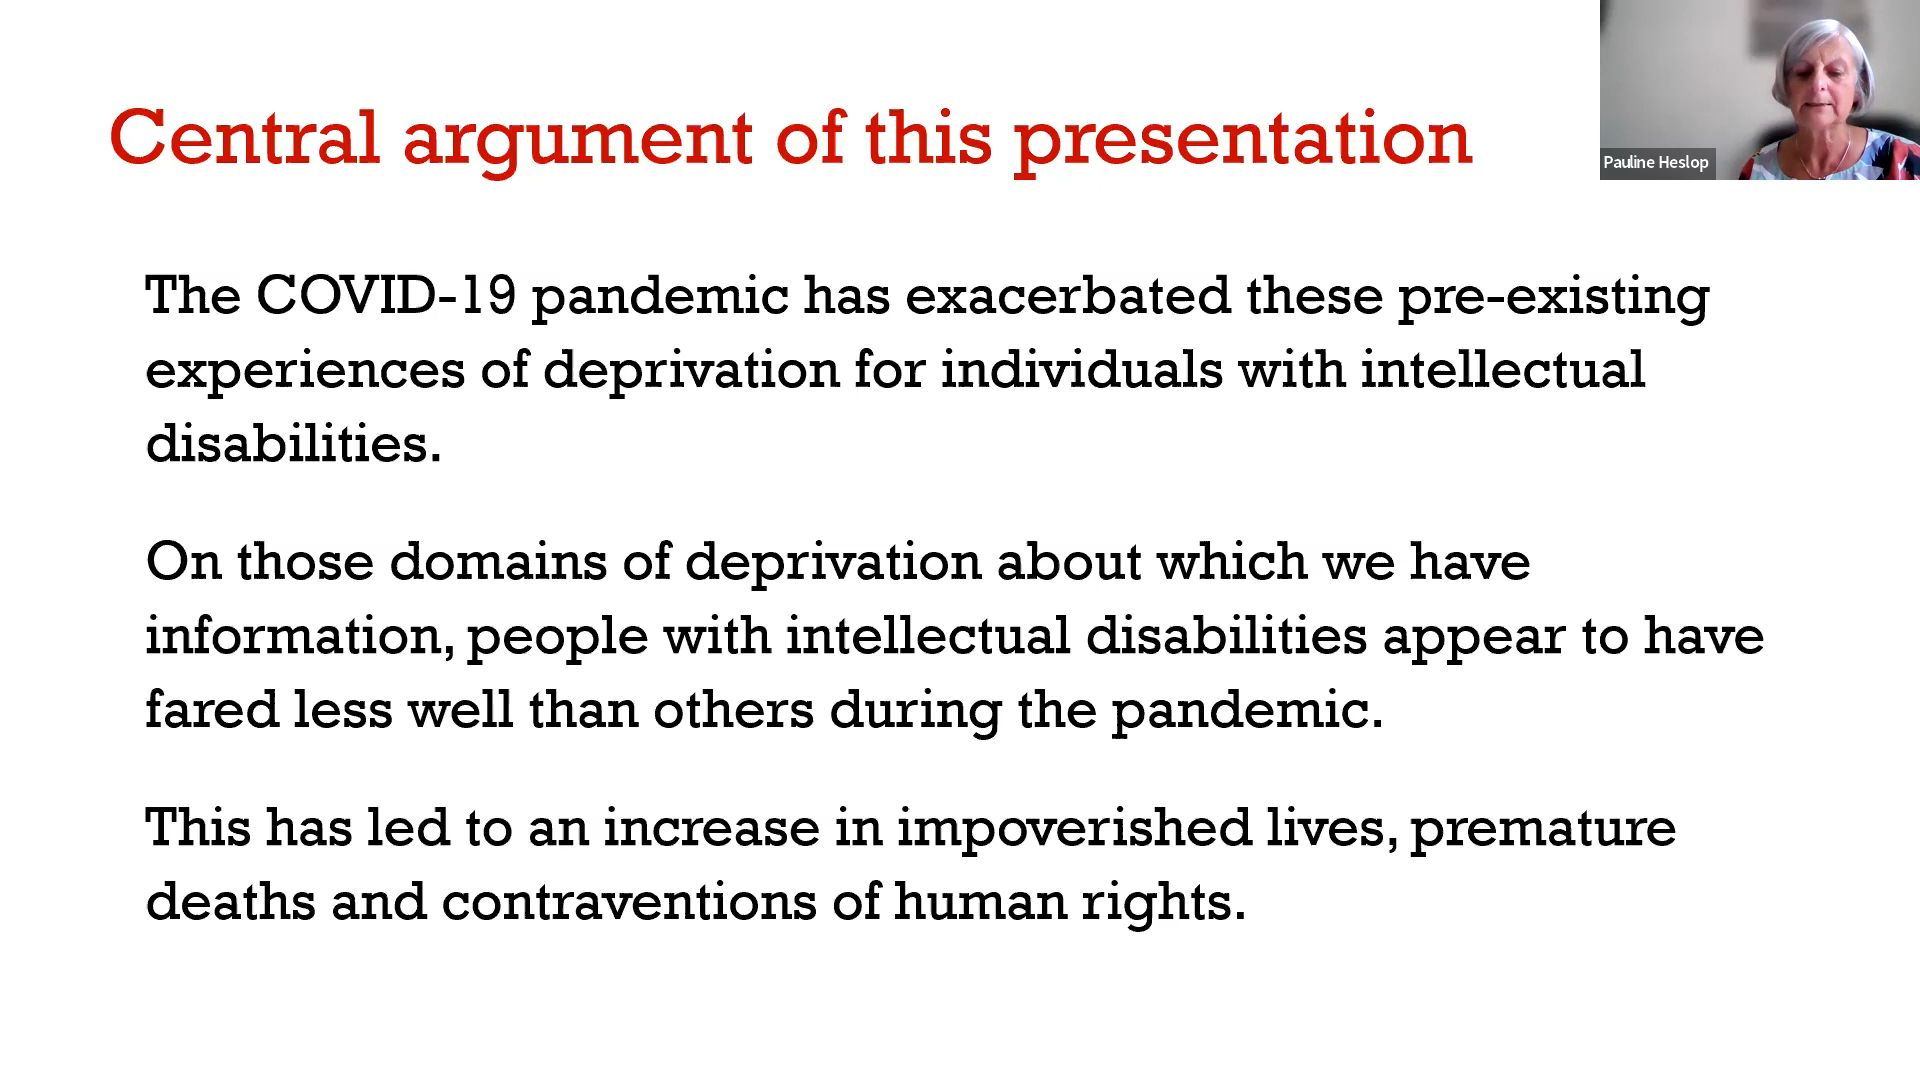 Central argument of this presentation
Pauline Heslop
The COVID-19 pandemic has exacerbated these pre-existing
experiences of deprivation for individuals with intellectual
disabilities.
On those domains of deprivation about which we have
information, people with intellectual disabilities appear to have
fared less well than others during the pandemic.
This has led to an increase in impoverished lives, premature
deaths and contraventions of human rights.